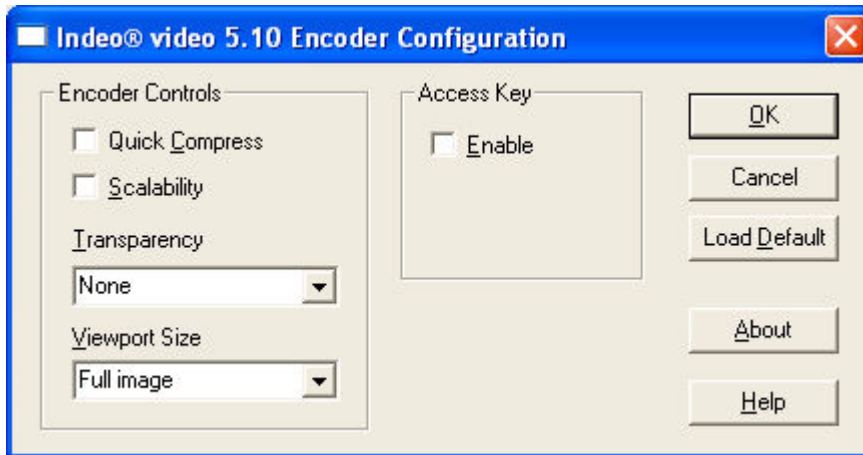 Indeo® video 5.10 Encoder Configuration
Encoder Controls
Quick Compress
Scalability
Transparency
None
Viewport Size
Full image
Access Key
Enable
OK
Cancel
Load Default
About
Help